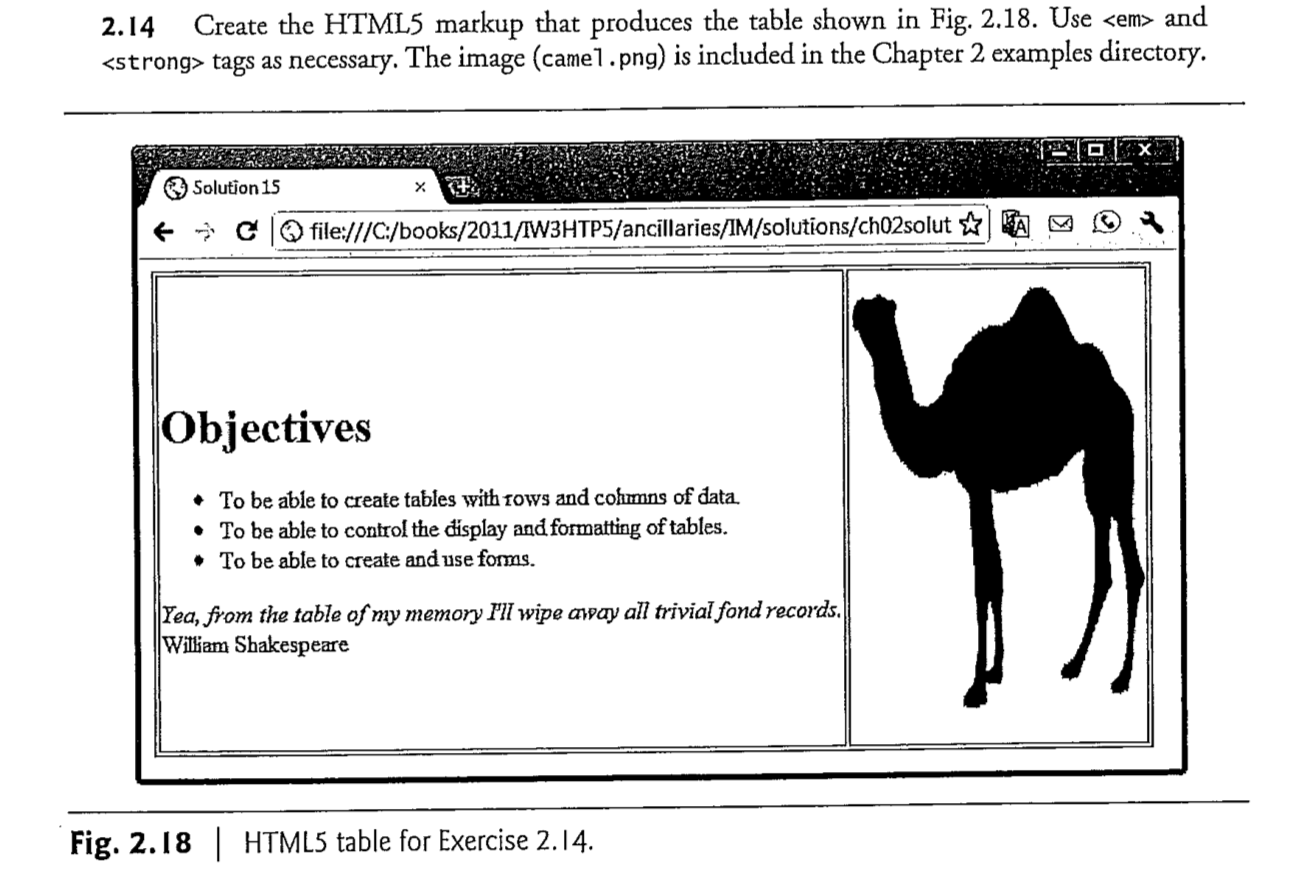 2.14 Create the HTML5 markup that produces the table shown in Fig. 2.18. Use <em> and
<strong> tags as necessary. The image (camel.png) is included in the Chapter 2 examples directory.
Solution 15
file:///C:/books/2011/IW3HTP5/ancillaries/IM/solutions/ch02solut
Objectives
• To be able to create tables with rows and columns of data.
• To be able to control the display and formatting of tables.
• To be able to create and use forms.
Yea, from the table of my memory I'll wipe away all trivial fond records.
William Shakespeare
Fig. 2.18 | HTML5 table for Exercise 2.14.